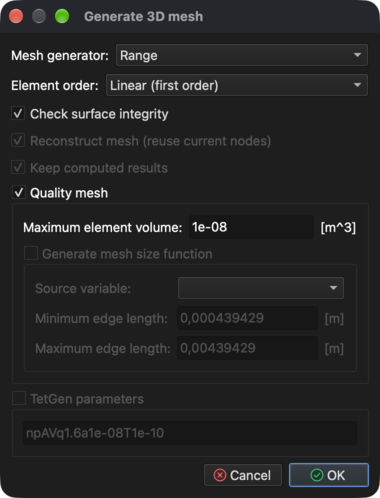 Generate 3D mesh
Mesh generator: Range
Element order: Linear (first order)
Check surface integrity
Reconstruct mesh (reuse current nodes)
Keep computed results
Quality mesh
Maximum element volume: 1e-08 [m^3]
Generate mesh size function
Source variable:
Minimum edge length: 0,000439429 [m]
Maximum edge length: 0,00439429 [m]
TetGen parameters
npAVq1.6a1e-08T1e-10
Cancel OK